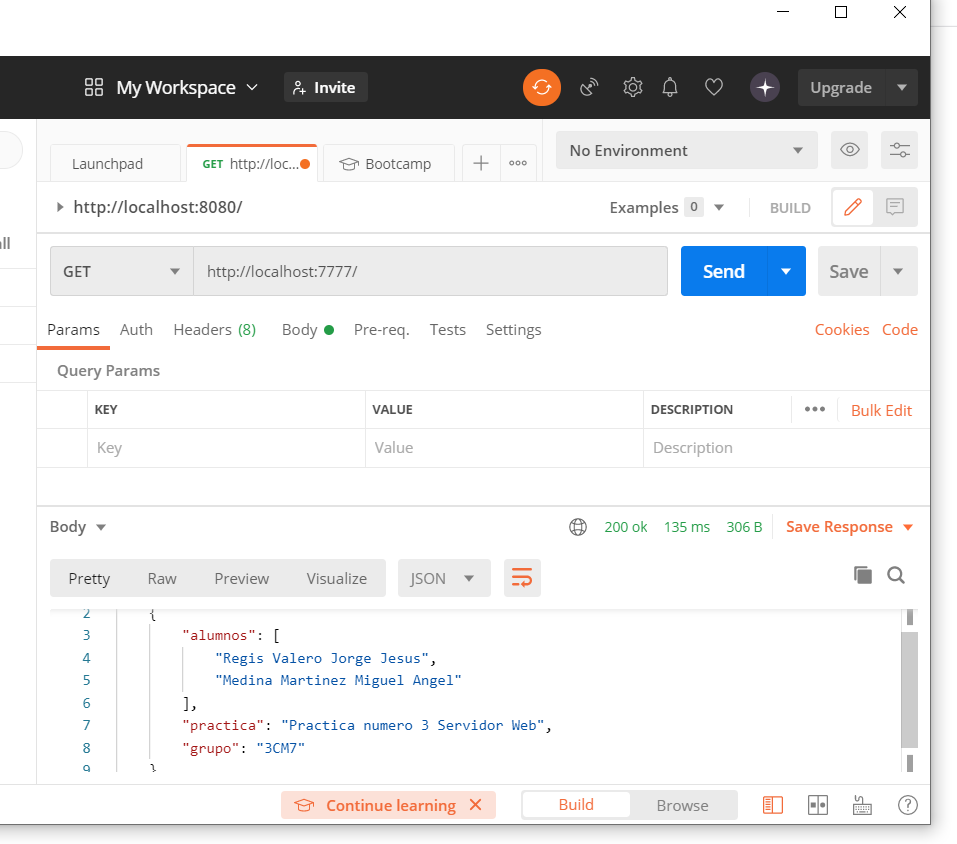 My Workspace Invite Upgrade
Launchpad GET http://loc... Bootcamp No Environment
http://localhost:8080/ Examples 0 BUILD
all
GET http://localhost:7777/ Send Save
Params Auth Headers (8) Body Pre-req. Tests Settings Cookies Code
Query Params
KEY VALUE DESCRIPTION Bulk Edit
Key Value Description
Body 200 ok 135 ms 306 B Save Response
Pretty Raw Preview Visualize JSON
2 {
3 "alumnos": [
4 "Regis Valero Jorge Jesus",
5 "Medina Martinez Miguel Angel"
6 ],
7 "practica": "Practica numero 3 Servidor Web",
8 "grupo": "3CM7"
9 }
Continue learning Build Browse